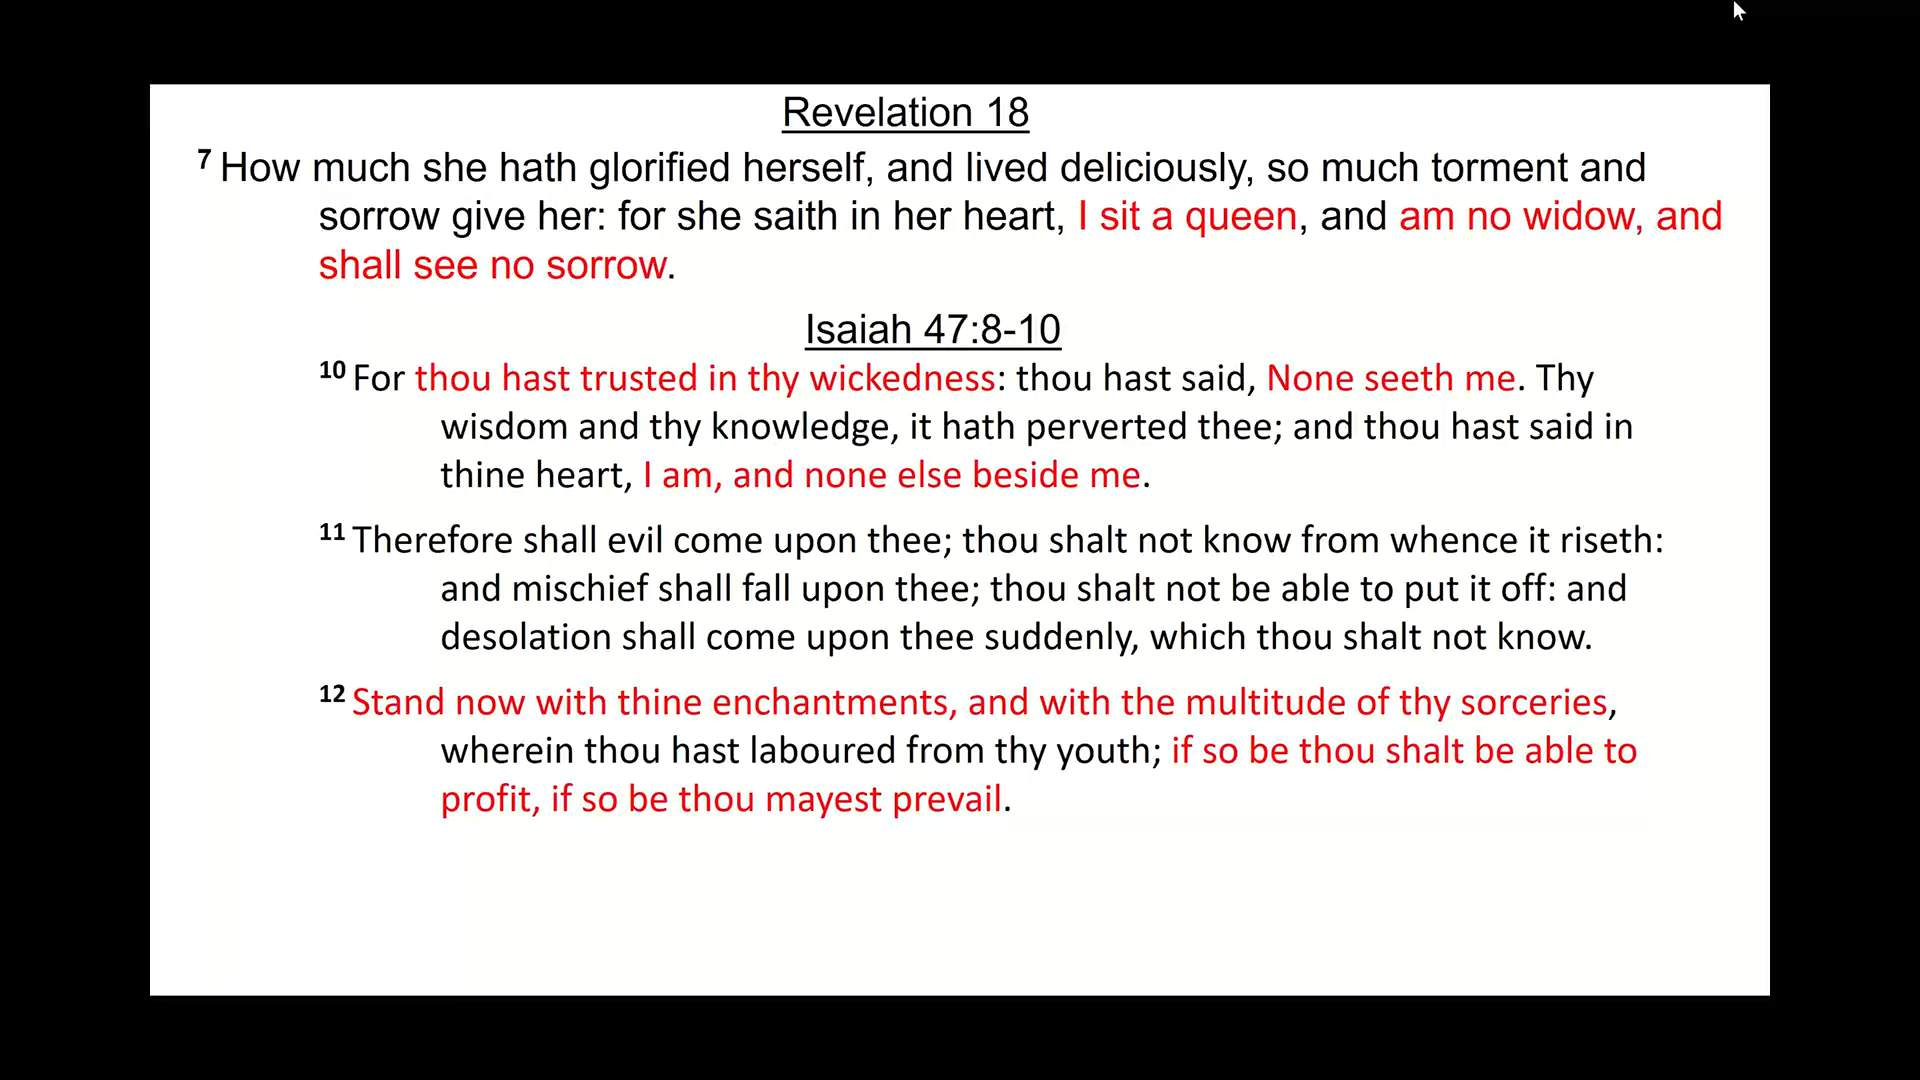 Revelation 18
7 How much she hath glorified herself, and lived deliciously, so much torment and
sorrow give her: for she saith in her heart, I sit a queen, and am no widow, and
shall see no sorrow.
Isaiah 47:8-10
10 For thou hast trusted in thy wickedness: thou hast said, None seeth me. Thy
wisdom and thy knowledge, it hath perverted thee; and thou hast said in
thine heart, I am, and none else beside me.
11 Therefore shall evil come upon thee; thou shalt not know from whence it riseth:
and mischief shall fall upon thee; thou shalt not be able to put it off: and
desolation shall come upon thee suddenly, which thou shalt not know.
12 Stand now with thine enchantments, and with the multitude of thy sorceries,
wherein thou hast laboured from thy youth; if so be thou shalt be able to
profit, if so be thou mayest prevail.